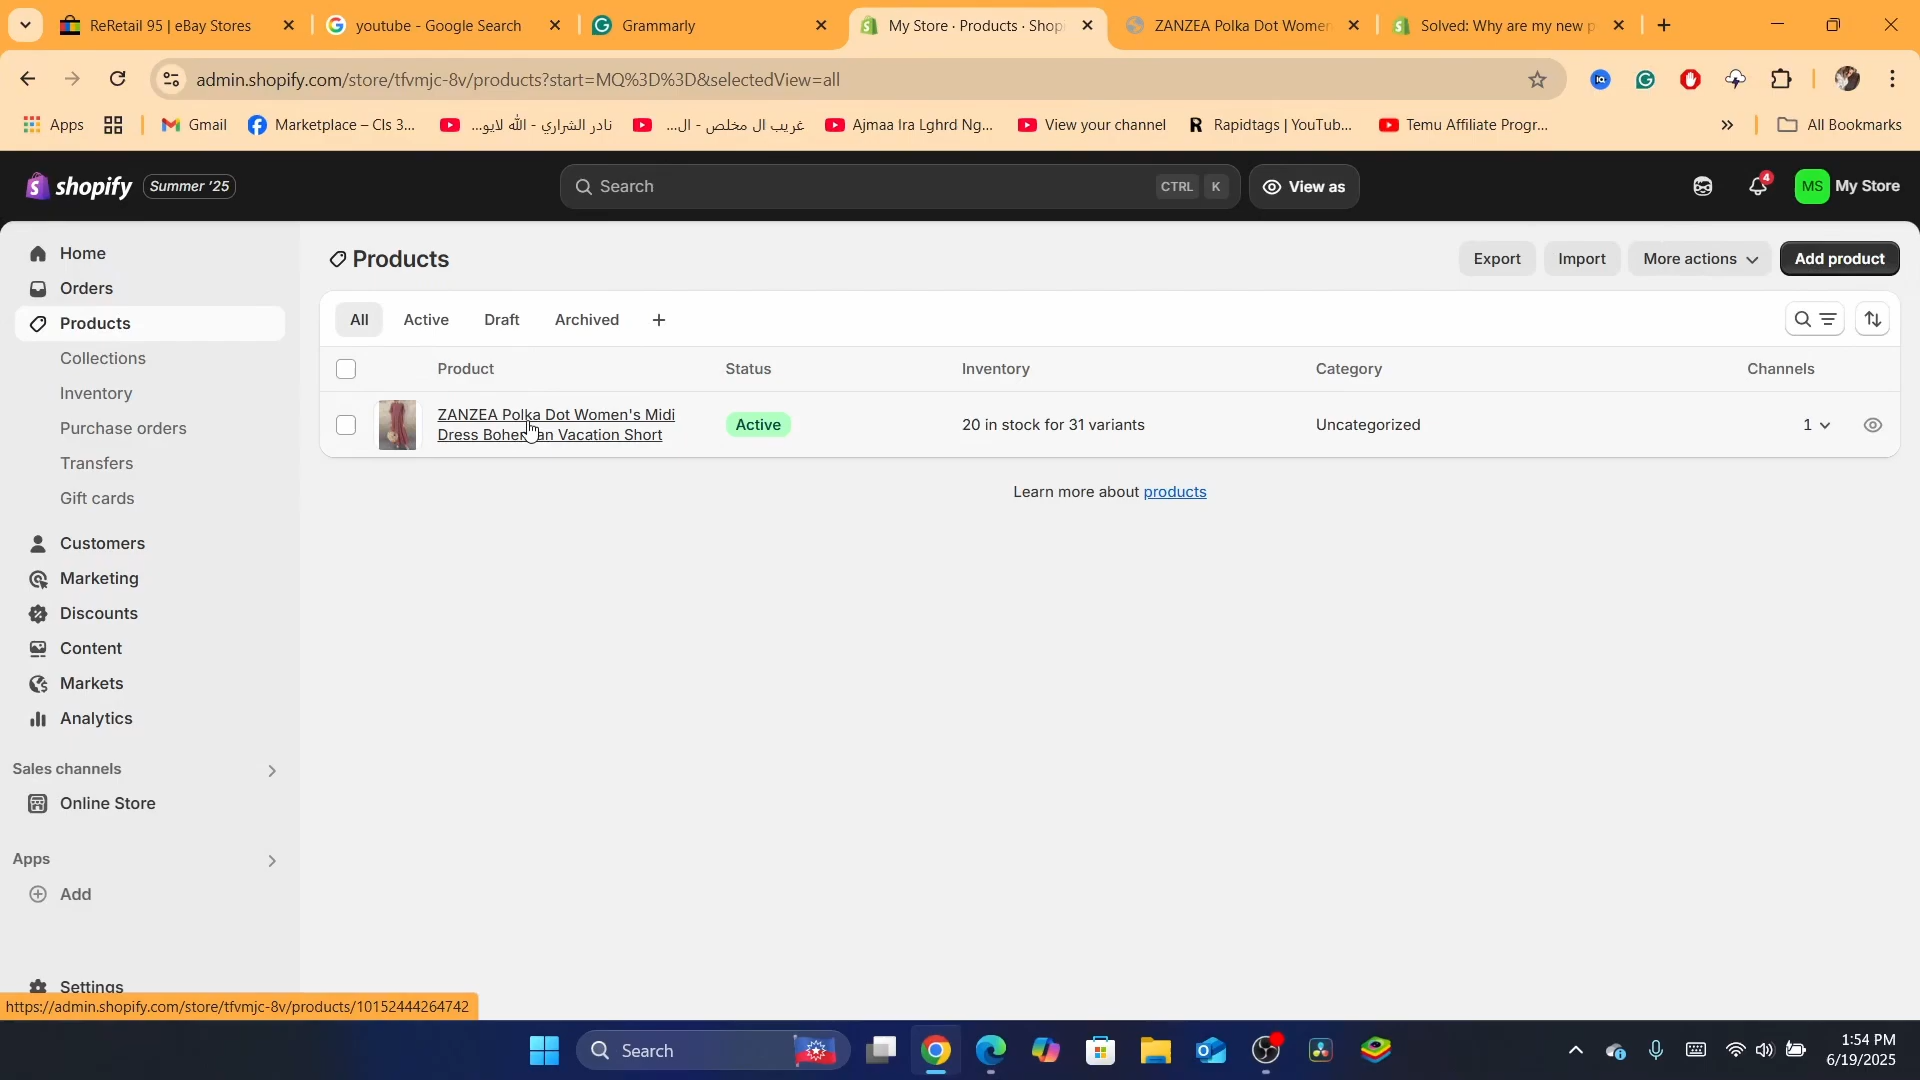 ReRetail 95 | eBay Stores
youtube - Google Search
Grammarly
My Store · Products · Shopi
ZANZEA Polka Dot Women
Solved: Why are my new p
admin.shopify.com/store/tfvmjc-8v/products?start=MQ%3D%3D&selectedView=all
Apps
Gmail
Marketplace – Cls 3...
نادر الشراري - الله لايو...
غريب ال مخلص - ال...
Ajmaa Ira Lghrd Ng...
View your channel
Rapidtags | YouTub...
Temu Affiliate Progr...
All Bookmarks
shopify
Summer '25
Search
CTRL K
View as
4
MS
My Store
Home
Orders
Products
Collections
Inventory
Purchase orders
Transfers
Gift cards
Customers
Marketing
Discounts
Content
Markets
Analytics
Sales channels
Online Store
Apps
Add
Settings
Products
Export
Import
More actions
Add product
All
Active
Draft
Archived
Product
Status
Inventory
Category
Channels
ZANZEA Polka Dot Women's Midi
Dress Bohemian Vacation Short
Active
20 in stock for 31 variants
Uncategorized
1
Learn more about products
https://admin.shopify.com/store/tfvmjc-8v/products/10152444264742
Search
1:54 PM
6/19/2025